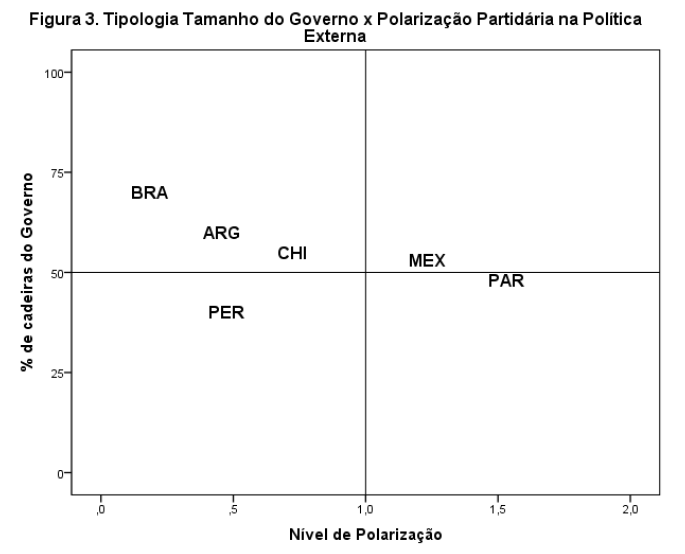 Figura 3. Tipologia Tamanho do Governo x Polarização Partidária na Política
Externa
% de cadeiras do Governo
100
75
50
25
0
BRA
ARG
CHI
MEX
PAR
PER
,0
,5
1,0
1,5
2,0
Nível de Polarização